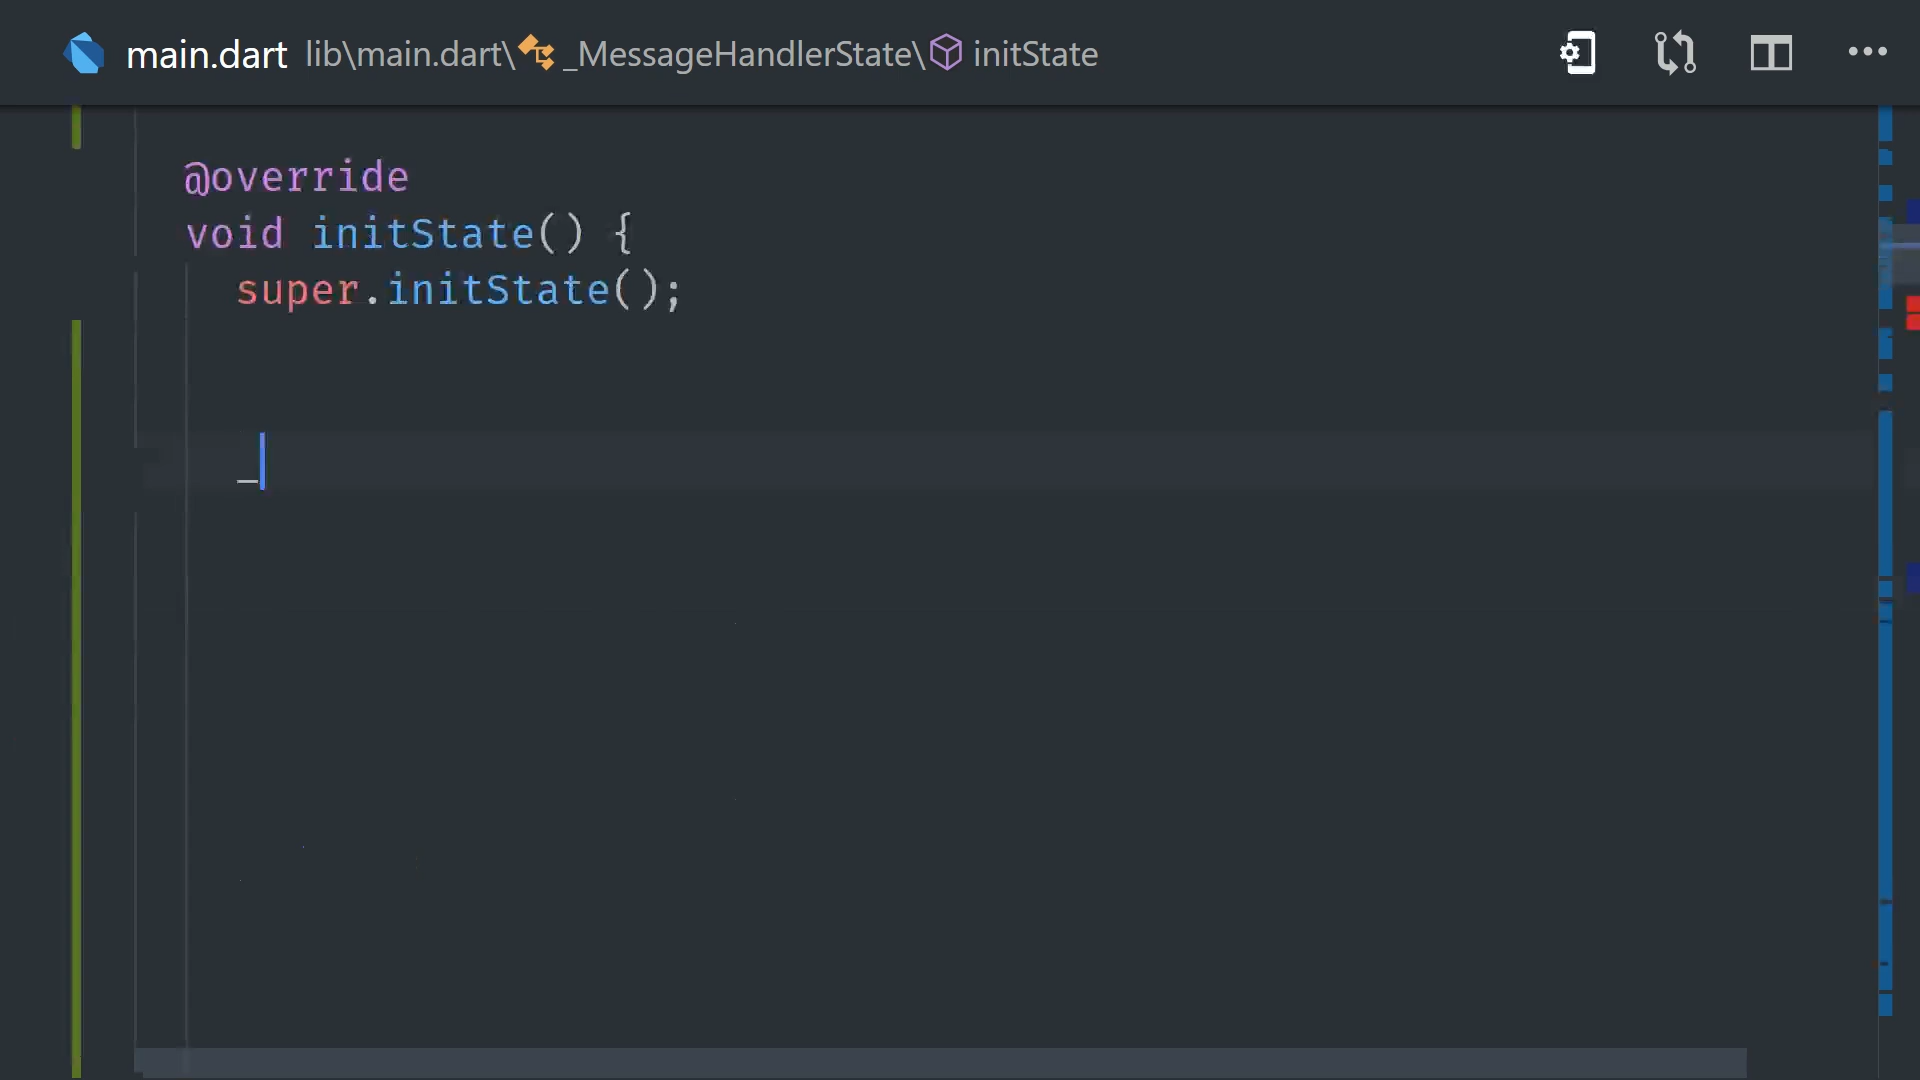 main.dart lib\main.dart\_MessageHandlerState\initState
@override
void initState() {
super.initState();
_